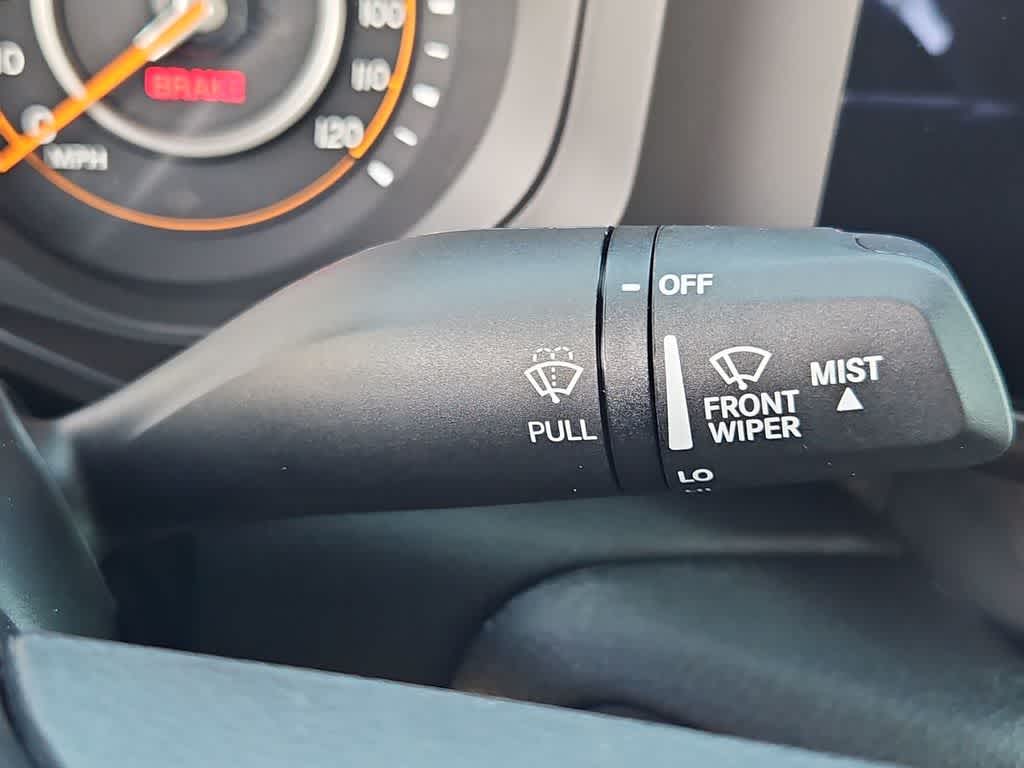 100
110
120
BRAKE
MPH
OFF
MIST
FRONT
WIPER
PULL
LO